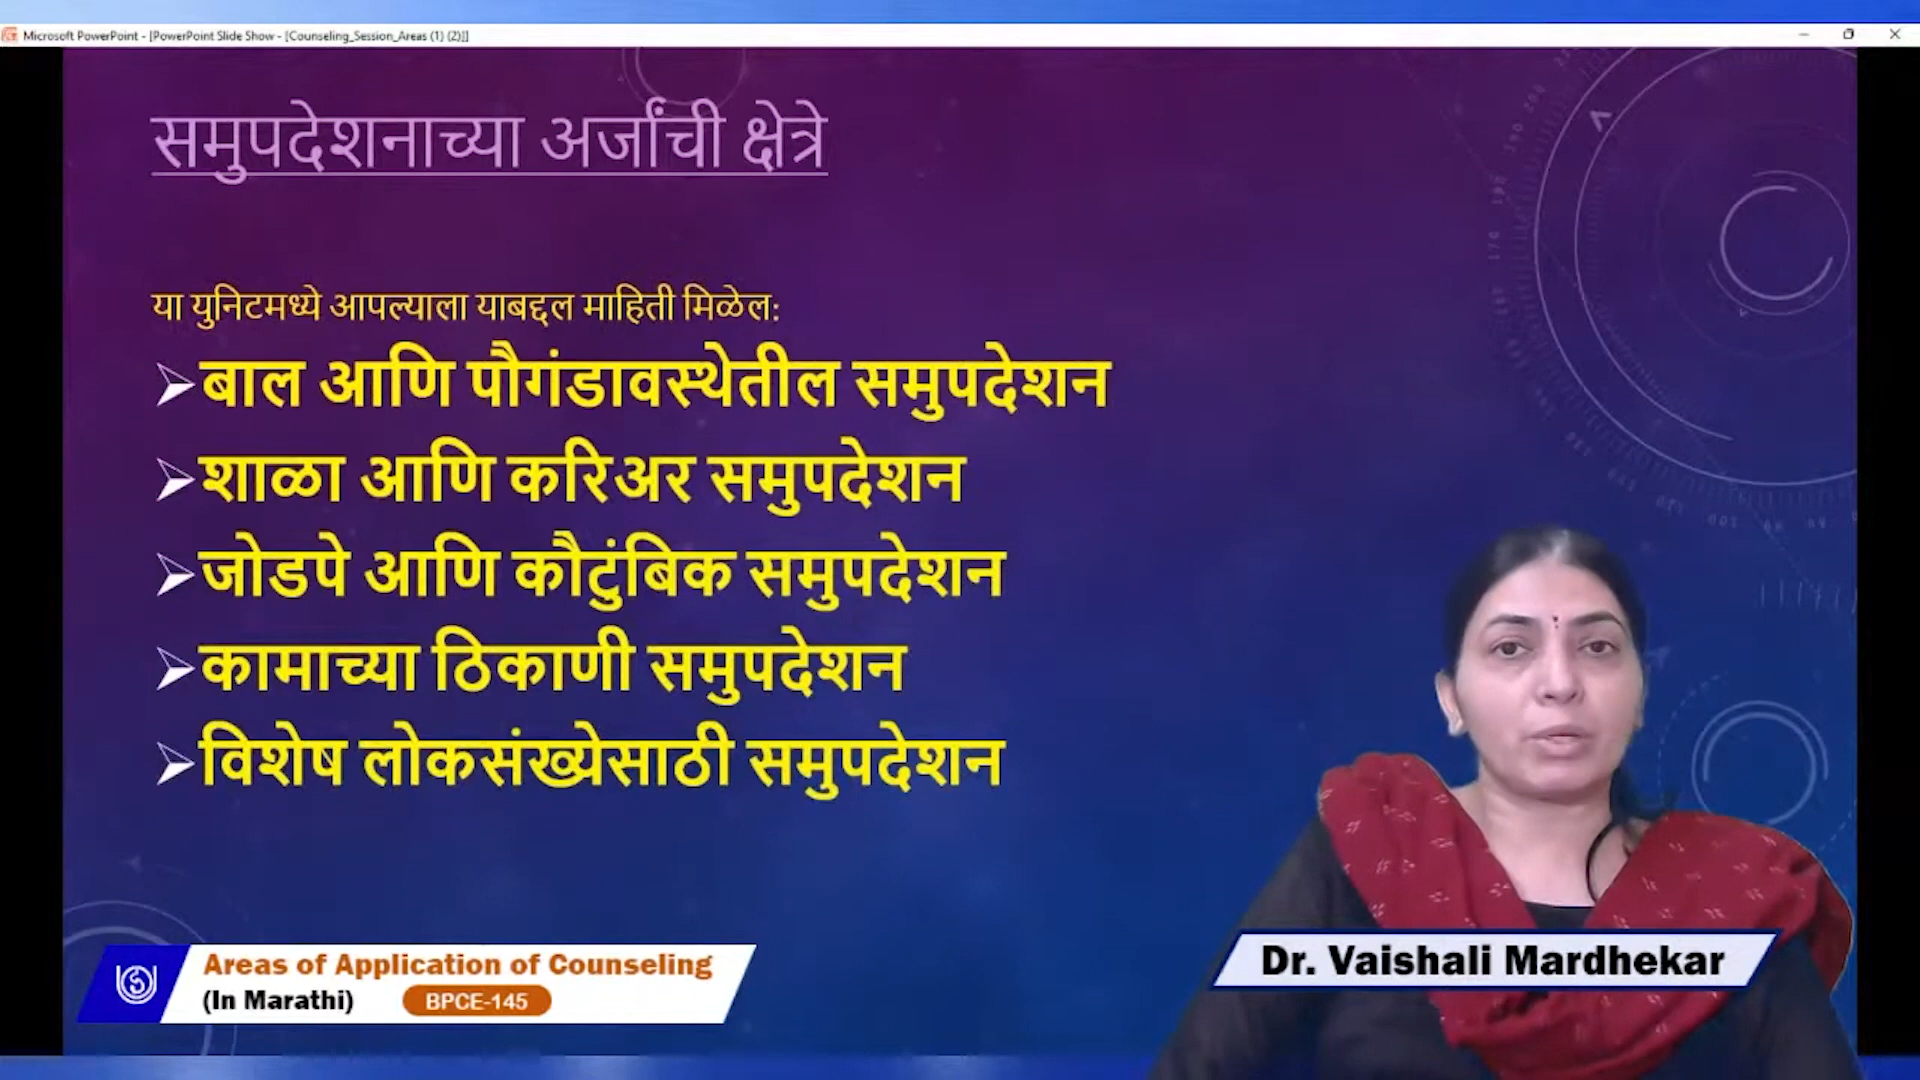 Microsoft PowerPoint - [PowerPoint Slide Show - [Counseling_Session_Areas (1) (2)]]
समुपदेशनाच्या अर्जांची क्षेत्रे
या युनिटमध्ये आपल्याला याबद्दल माहिती मिळेल:
➢बाल आणि पौगंडावस्थेतील समुपदेशन
➢शाळा आणि करिअर समुपदेशन
➢जोडपे आणि कौटुंबिक समुपदेशन
➢कामाच्या ठिकाणी समुपदेशन
➢विशेष लोकसंख्येसाठी समुपदेशन
Areas of Application of Counseling
(In Marathi) BPCE-145
Dr. Vaishali Mardhekar